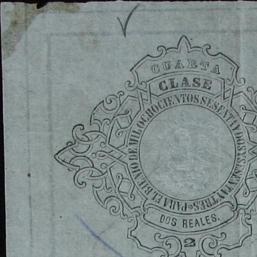 CUARTA
CLASE
PARA EL BIENIO DE MIL OCHOCIENTOS SESENTA Y DOS Y SESENTA Y TRES
DOS REALES.
2